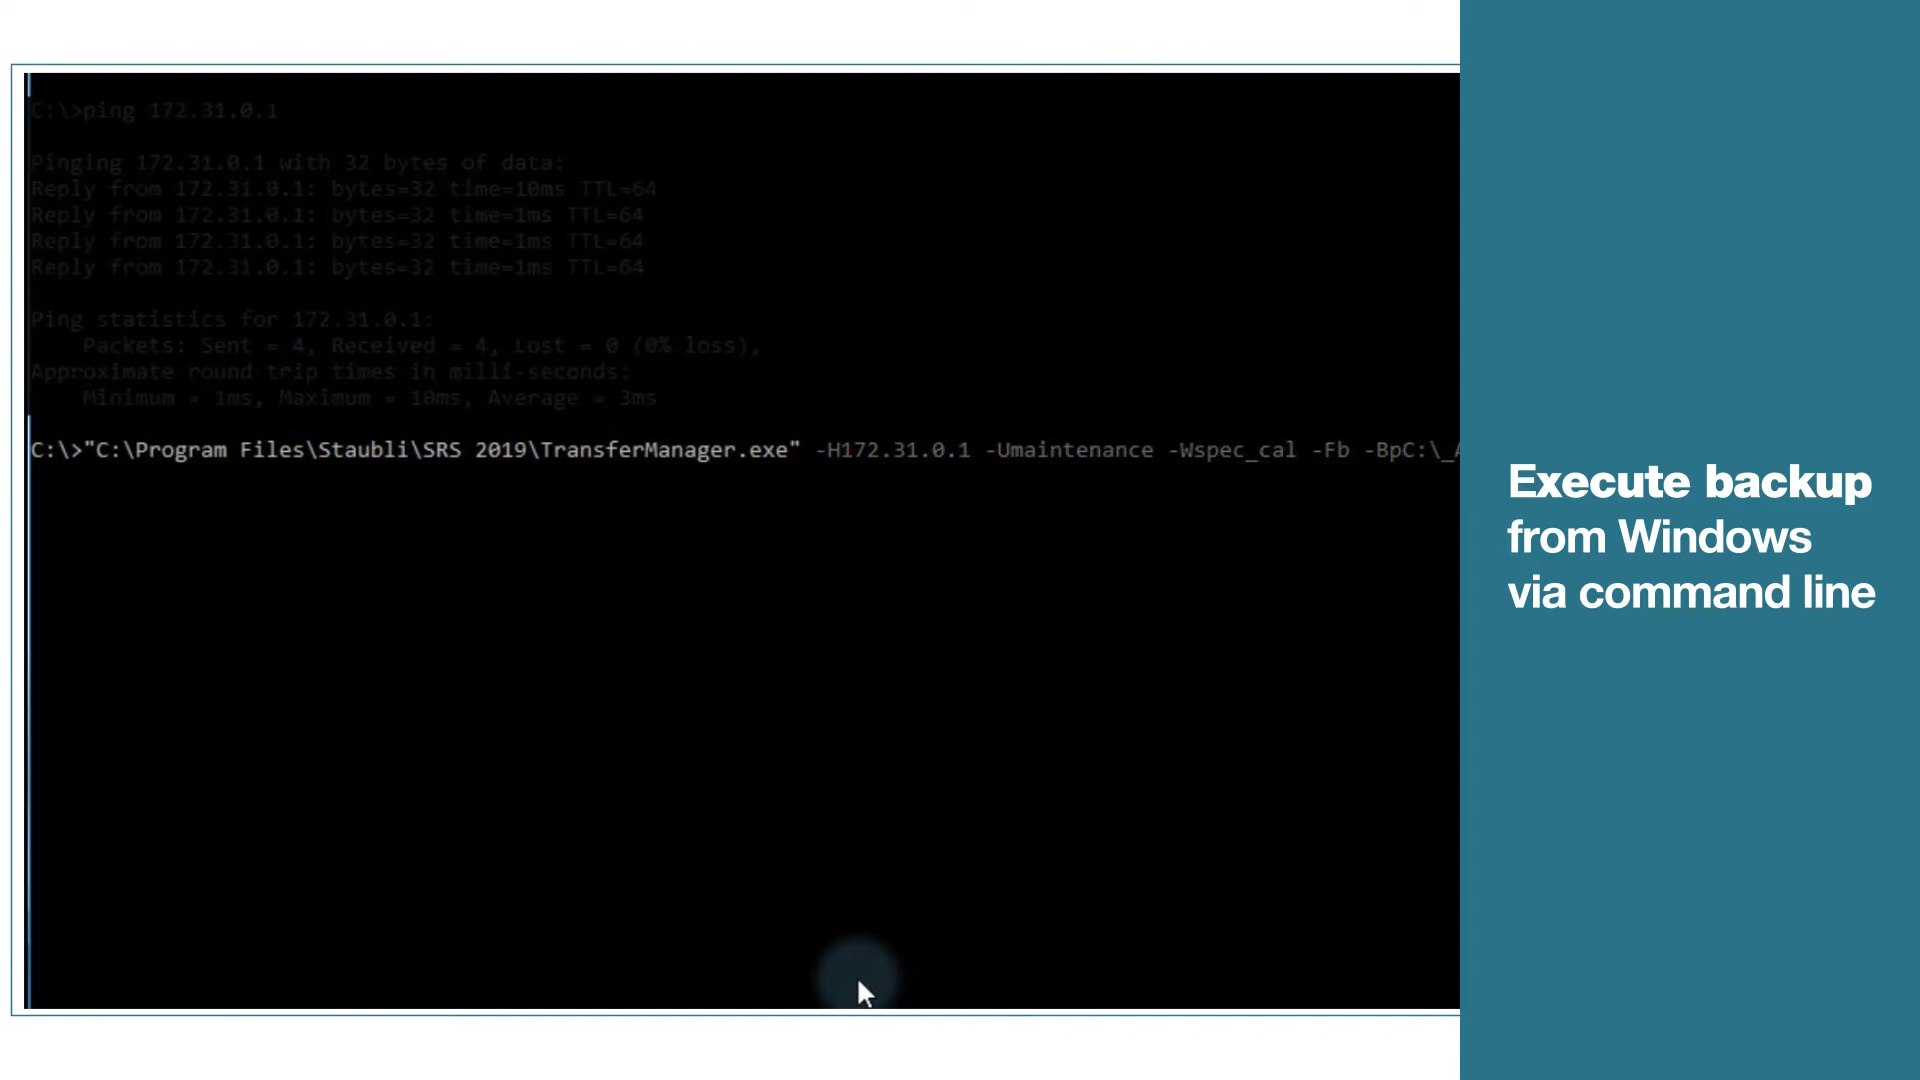 C:\>ping 172.31.0.1
Pinging 172.31.0.1 with 32 bytes of data:
Reply from 172.31.0.1: bytes=32 time=10ms TTL=64
Reply from 172.31.0.1: bytes=32 time=1ms TTL=64
Reply from 172.31.0.1: bytes=32 time=1ms TTL=64
Reply from 172.31.0.1: bytes=32 time=1ms TTL=64
Ping statistics for 172.31.0.1:
Packets: Sent = 4, Received = 4, Lost = 0 (0% loss),
Approximate round trip times in milli-seconds:
Minimum = 1ms, Maximum = 10ms, Average = 3ms
C:\>"C:\Program Files\Staubli\SRS 2019\TransferManager.exe" -H172.31.0.1 -Umaintenance -Wspec_cal -Fb -BpC:\_A
Execute backup
from Windows
via command line